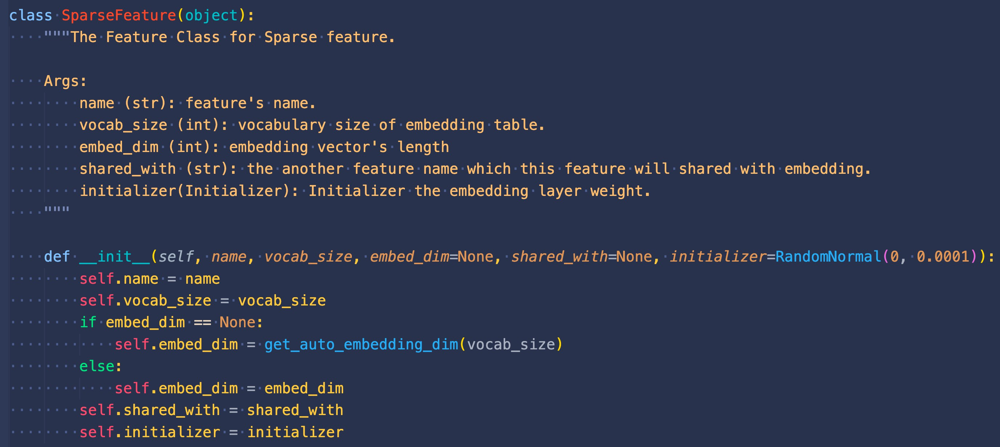 class SparseFeature(object):
    """The Feature Class for Sparse feature.

    Args:
        name (str): feature's name.
        vocab_size (int): vocabulary size of embedding table.
        embed_dim (int): embedding vector's length
        shared_with (str): the another feature name which this feature will shared with embedding.
        initializer(Initializer): Initializer the embedding layer weight.
    """

    def __init__(self, name, vocab_size, embed_dim=None, shared_with=None, initializer=RandomNormal(0, 0.0001)):
        self.name = name
        self.vocab_size = vocab_size
        if embed_dim == None:
            self.embed_dim = get_auto_embedding_dim(vocab_size)
        else:
            self.embed_dim = embed_dim
        self.shared_with = shared_with
        self.initializer = initializer